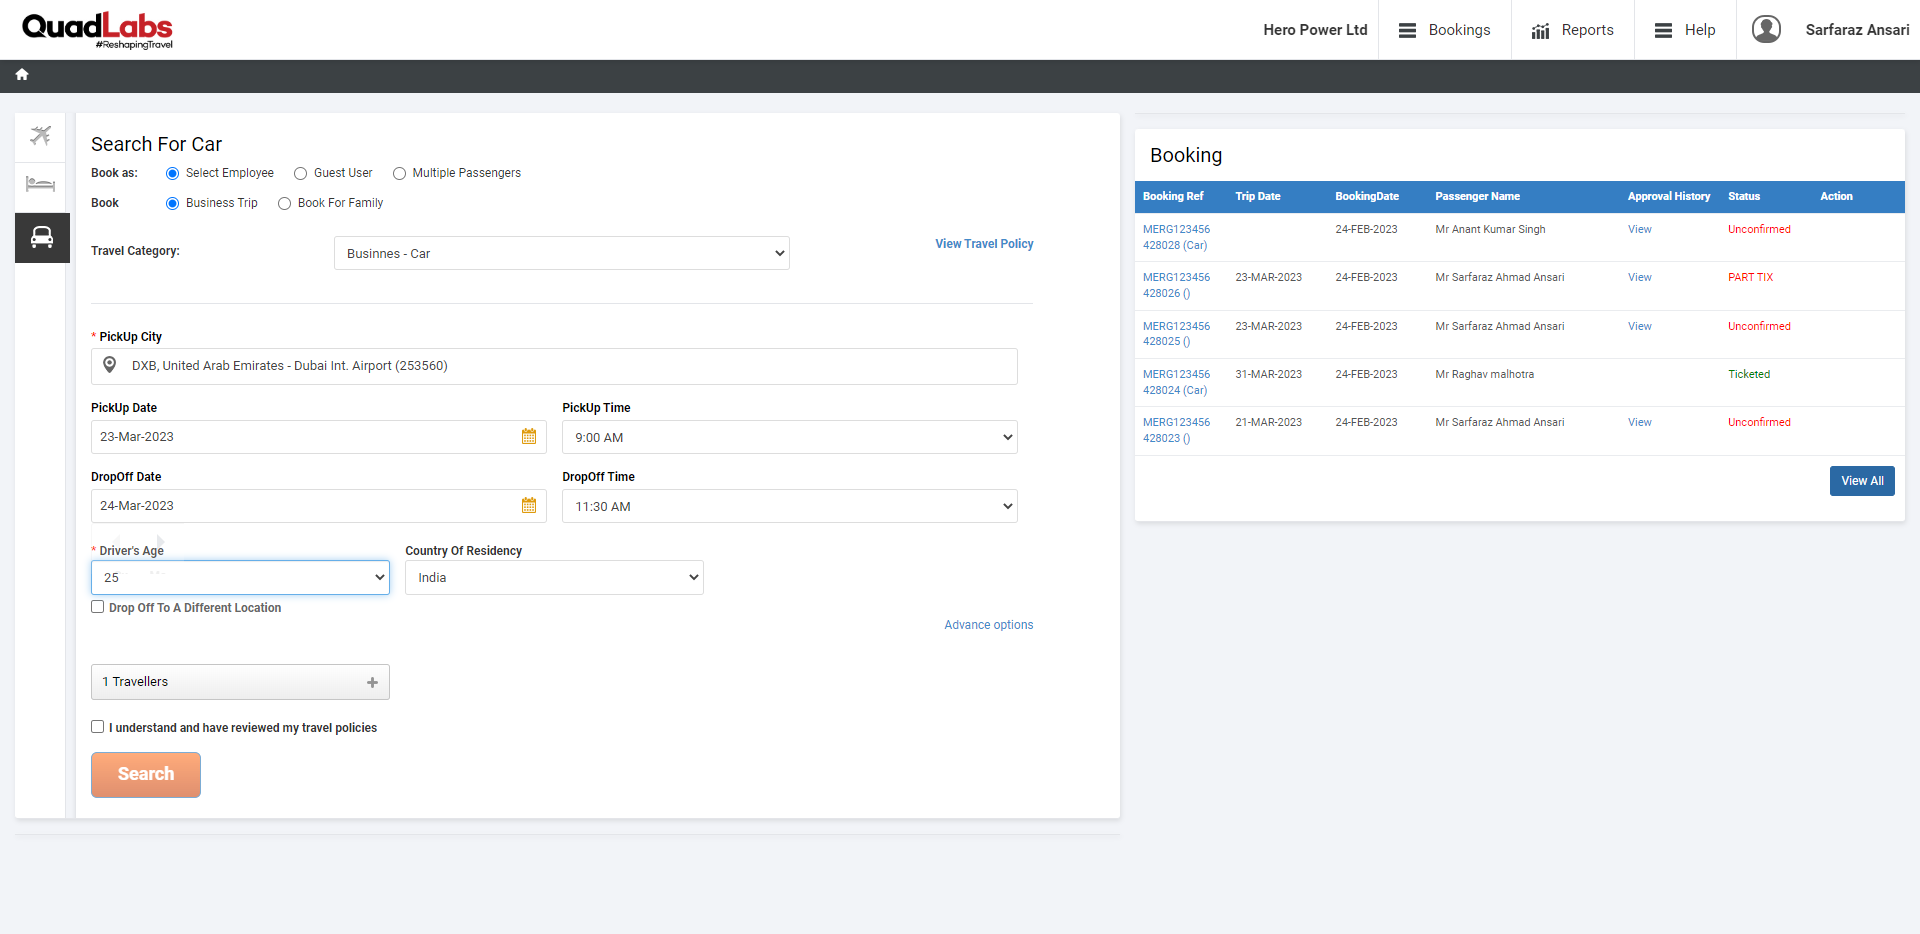 QuadLabs
#ReshapingTravel
Hero Power Ltd
Bookings
Reports
Help
Sarfaraz Ansari
Search For Car
Book as: Select Employee Guest User Multiple Passengers
Book Business Trip Book For Family
Travel Category: Businnes - Car View Travel Policy
* PickUp City
DXB, United Arab Emirates - Dubai Int. Airport (253560)
PickUp Date PickUp Time
23-Mar-2023 9:00 AM
DropOff Date DropOff Time
24-Mar-2023 11:30 AM
* Driver's Age Country Of Residency
25 India
Drop Off To A Different Location
Advance options
1 Travellers
I understand and have reviewed my travel policies
Search
Booking
Booking Ref Trip Date BookingDate Passenger Name Approval History Status Action
MERG123456 24-FEB-2023 Mr Anant Kumar Singh View Unconfirmed
428028 (Car)
MERG123456 23-MAR-2023 24-FEB-2023 Mr Sarfaraz Ahmad Ansari View PART TIX
428026 ()
MERG123456 23-MAR-2023 24-FEB-2023 Mr Sarfaraz Ahmad Ansari View Unconfirmed
428025 ()
MERG123456 31-MAR-2023 24-FEB-2023 Mr Raghav malhotra Ticketed
428024 (Car)
MERG123456 21-MAR-2023 24-FEB-2023 Mr Sarfaraz Ahmad Ansari View Unconfirmed
428023 ()
View All